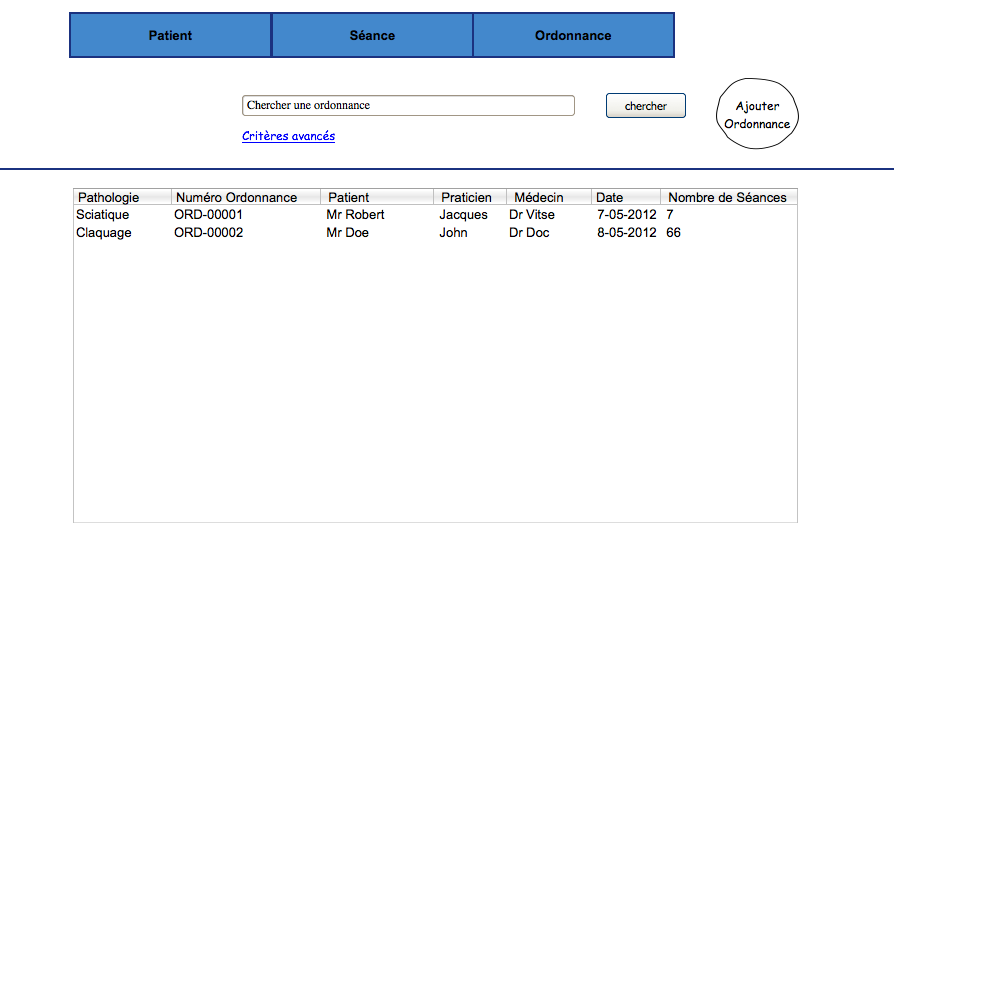 Patient Séance Ordonnance
Chercher une ordonnance chercher Ajouter
Ordonnance
Critères avancés
Pathologie Numéro Ordonnance Patient Praticien Médecin Date Nombre de Séances
Sciatique ORD-00001 Mr Robert Jacques Dr Vitse 7-05-2012 7
Claquage ORD-00002 Mr Doe John Dr Doc 8-05-2012 66